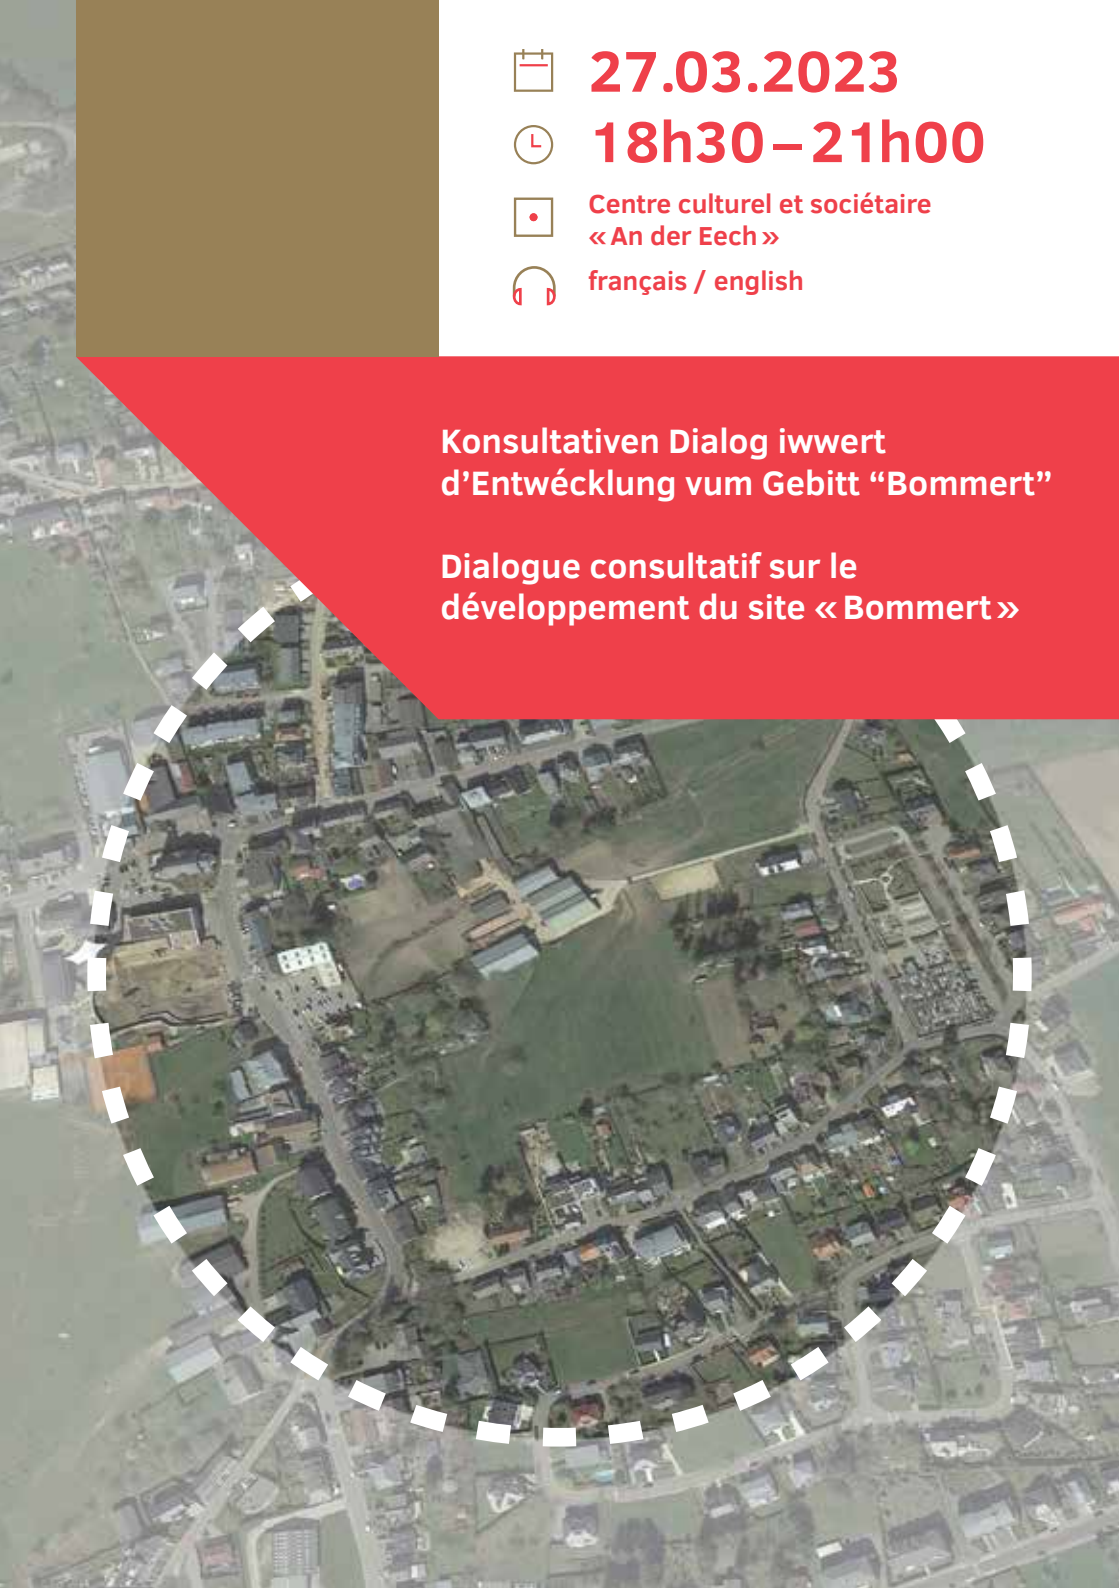 27.03.2023
18h30 – 21h00
Centre culturel et sociétaire
« An der Eech »
français / english
Konsultativen Dialog iwwert
d’Entwécklung vum Gebitt “Bommert”
Dialogue consultatif sur le
développement du site « Bommert »